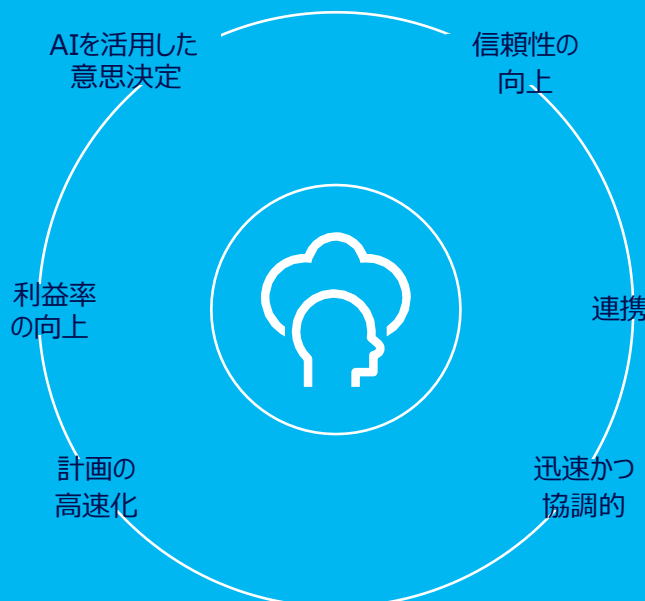 AIを活用した
意思決定
信頼性の
向上
利益率
の向上
連携
計画の
高速化
迅速かつ
協調的